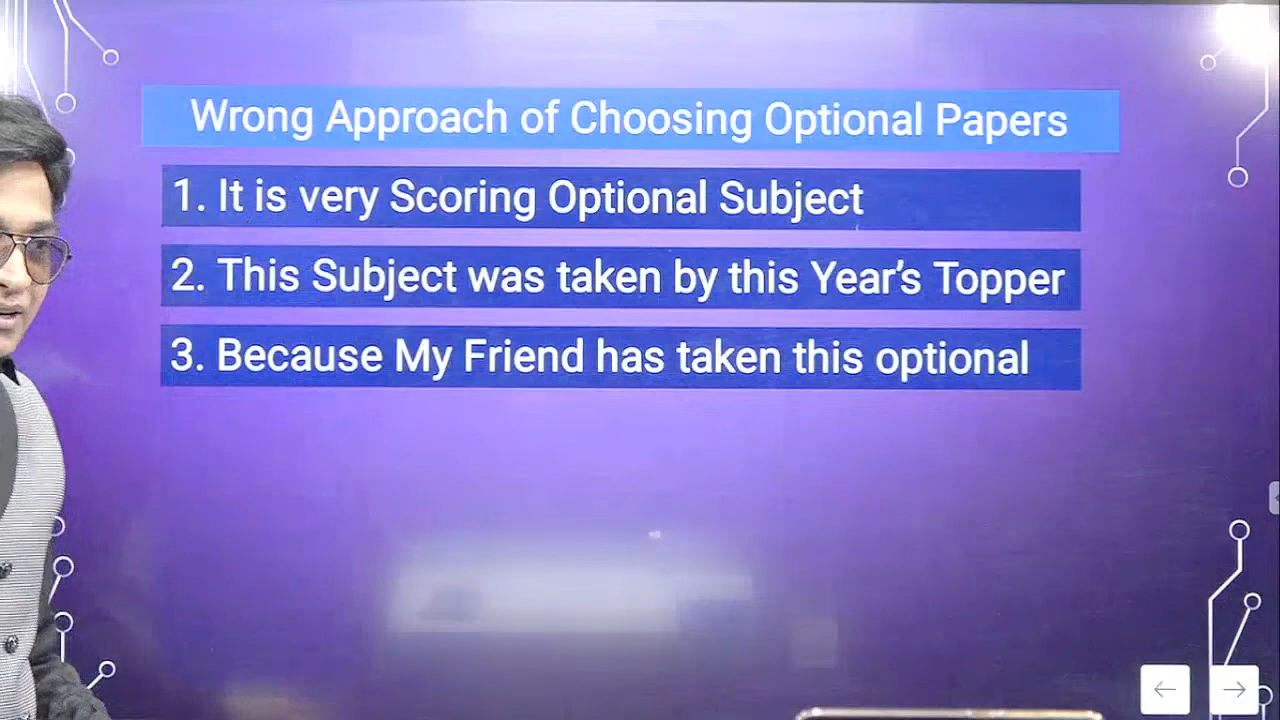 Wrong Approach of Choosing Optional Papers
1. It is very Scoring Optional Subject
2. This Subject was taken by this Year's Topper
3. Because My Friend has taken this optional